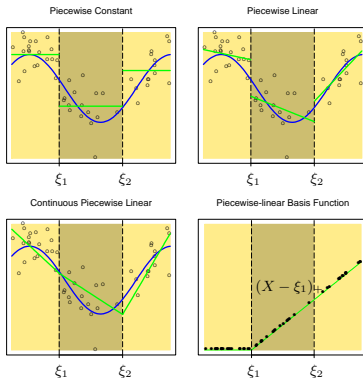 Piecewise Constant
Piecewise Linear
ξ₁ ξ₂
ξ₁ ξ₂
Continuous Piecewise Linear
Piecewise-linear Basis Function
(X − ξ₁)₊
ξ₁ ξ₂
ξ₁ ξ₂